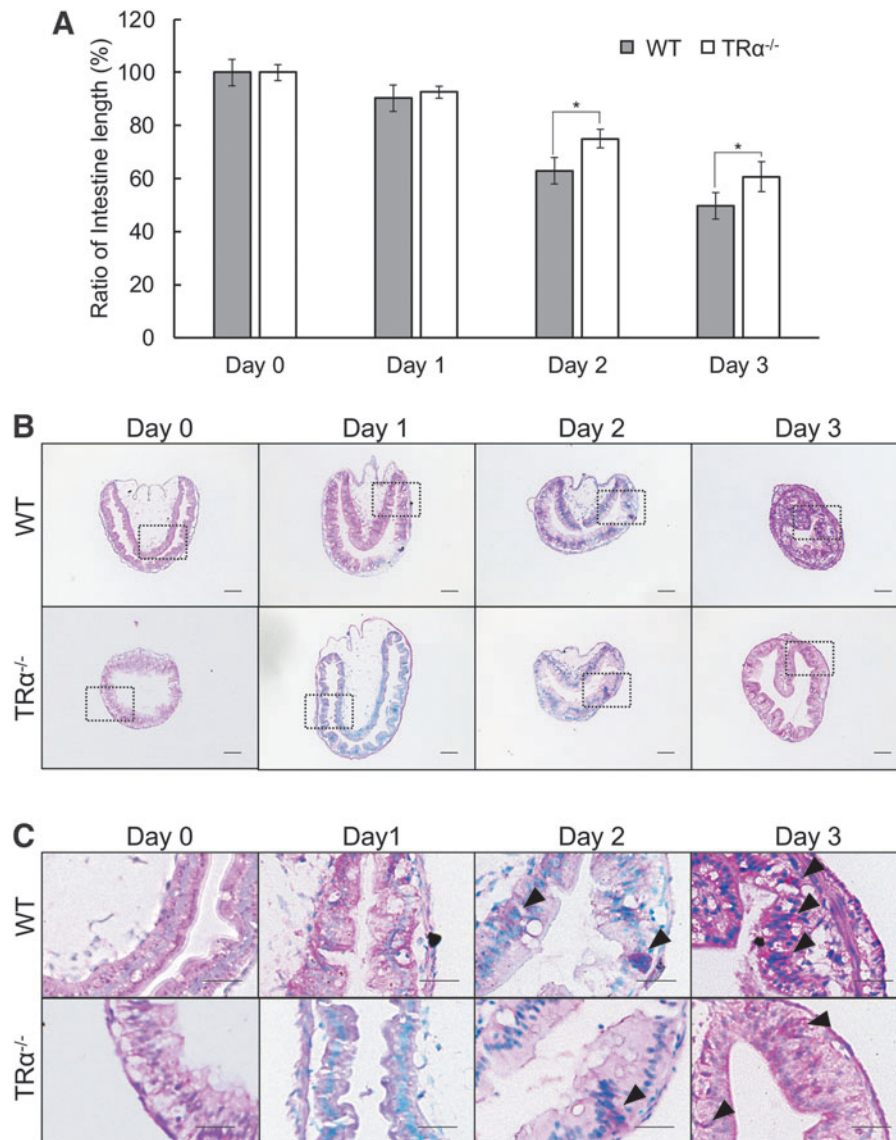 A
WT TRα-/-
Ratio of Intestine length (%)
120
100
80
60
40
20
0
*
*
Day 0 Day 1 Day 2 Day 3
B
Day 0 Day 1 Day 2 Day 3
WT
TRα-/-
C
Day 0 Day1 Day 2 Day 3
WT
TRα-/-